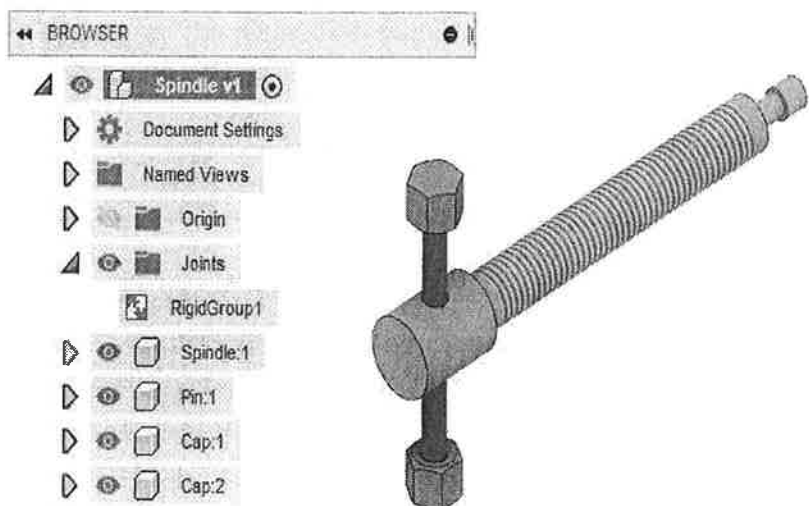 BROWSER
Spindle v1
Document Settings
Named Views
Origin
Joints
RigidGroup1
Spindle:1
Pin:1
Cap:1
Cap:2